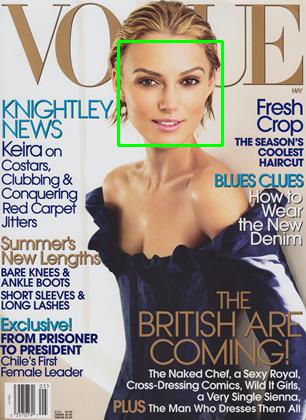 VOGUE
MAY
KNIGHTLEY
NEWS
Keira on
Costars,
Clubbing &
Conquering
Red Carpet
Jitters
Summer's
New Lengths
BARE KNEES &
ANKLE BOOTS
SHORT SLEEVES &
LONG LASHES
Exclusive!
FROM PRISONER
TO PRESIDENT
Chile's First
Female Leader
Fresh
Crop
THE SEASON'S
COOLEST
HAIRCUT
BLUES CLUES
How to
Wear
the New
Denim
THE
BRITISH ARE
COMING!
The Naked Chef, a Sexy Royal,
Cross-Dressing Comics, Wild It Girls,
a Very Single Sienna,
PLUS The Man Who Dresses Them All